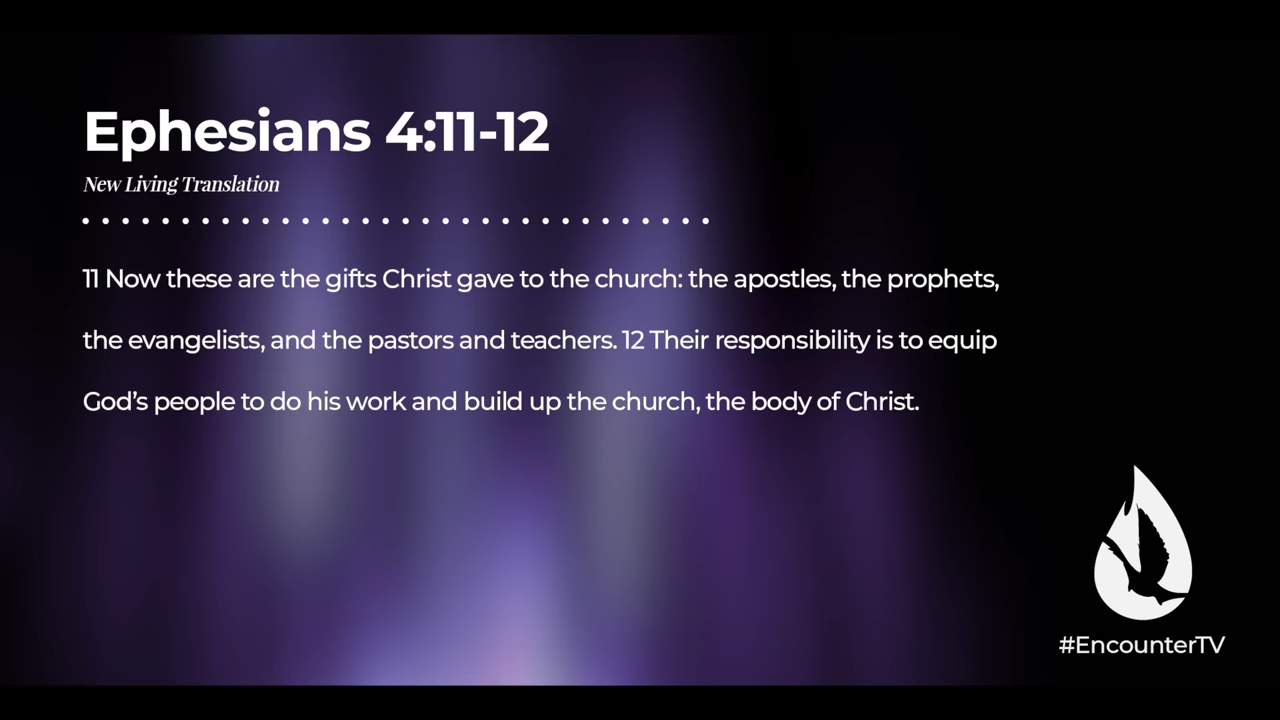 Ephesians 4:11-12
New Living Translation
11 Now these are the gifts Christ gave to the church: the apostles, the prophets,
the evangelists, and the pastors and teachers. 12 Their responsibility is to equip
God’s people to do his work and build up the church, the body of Christ.
#EncounterTV